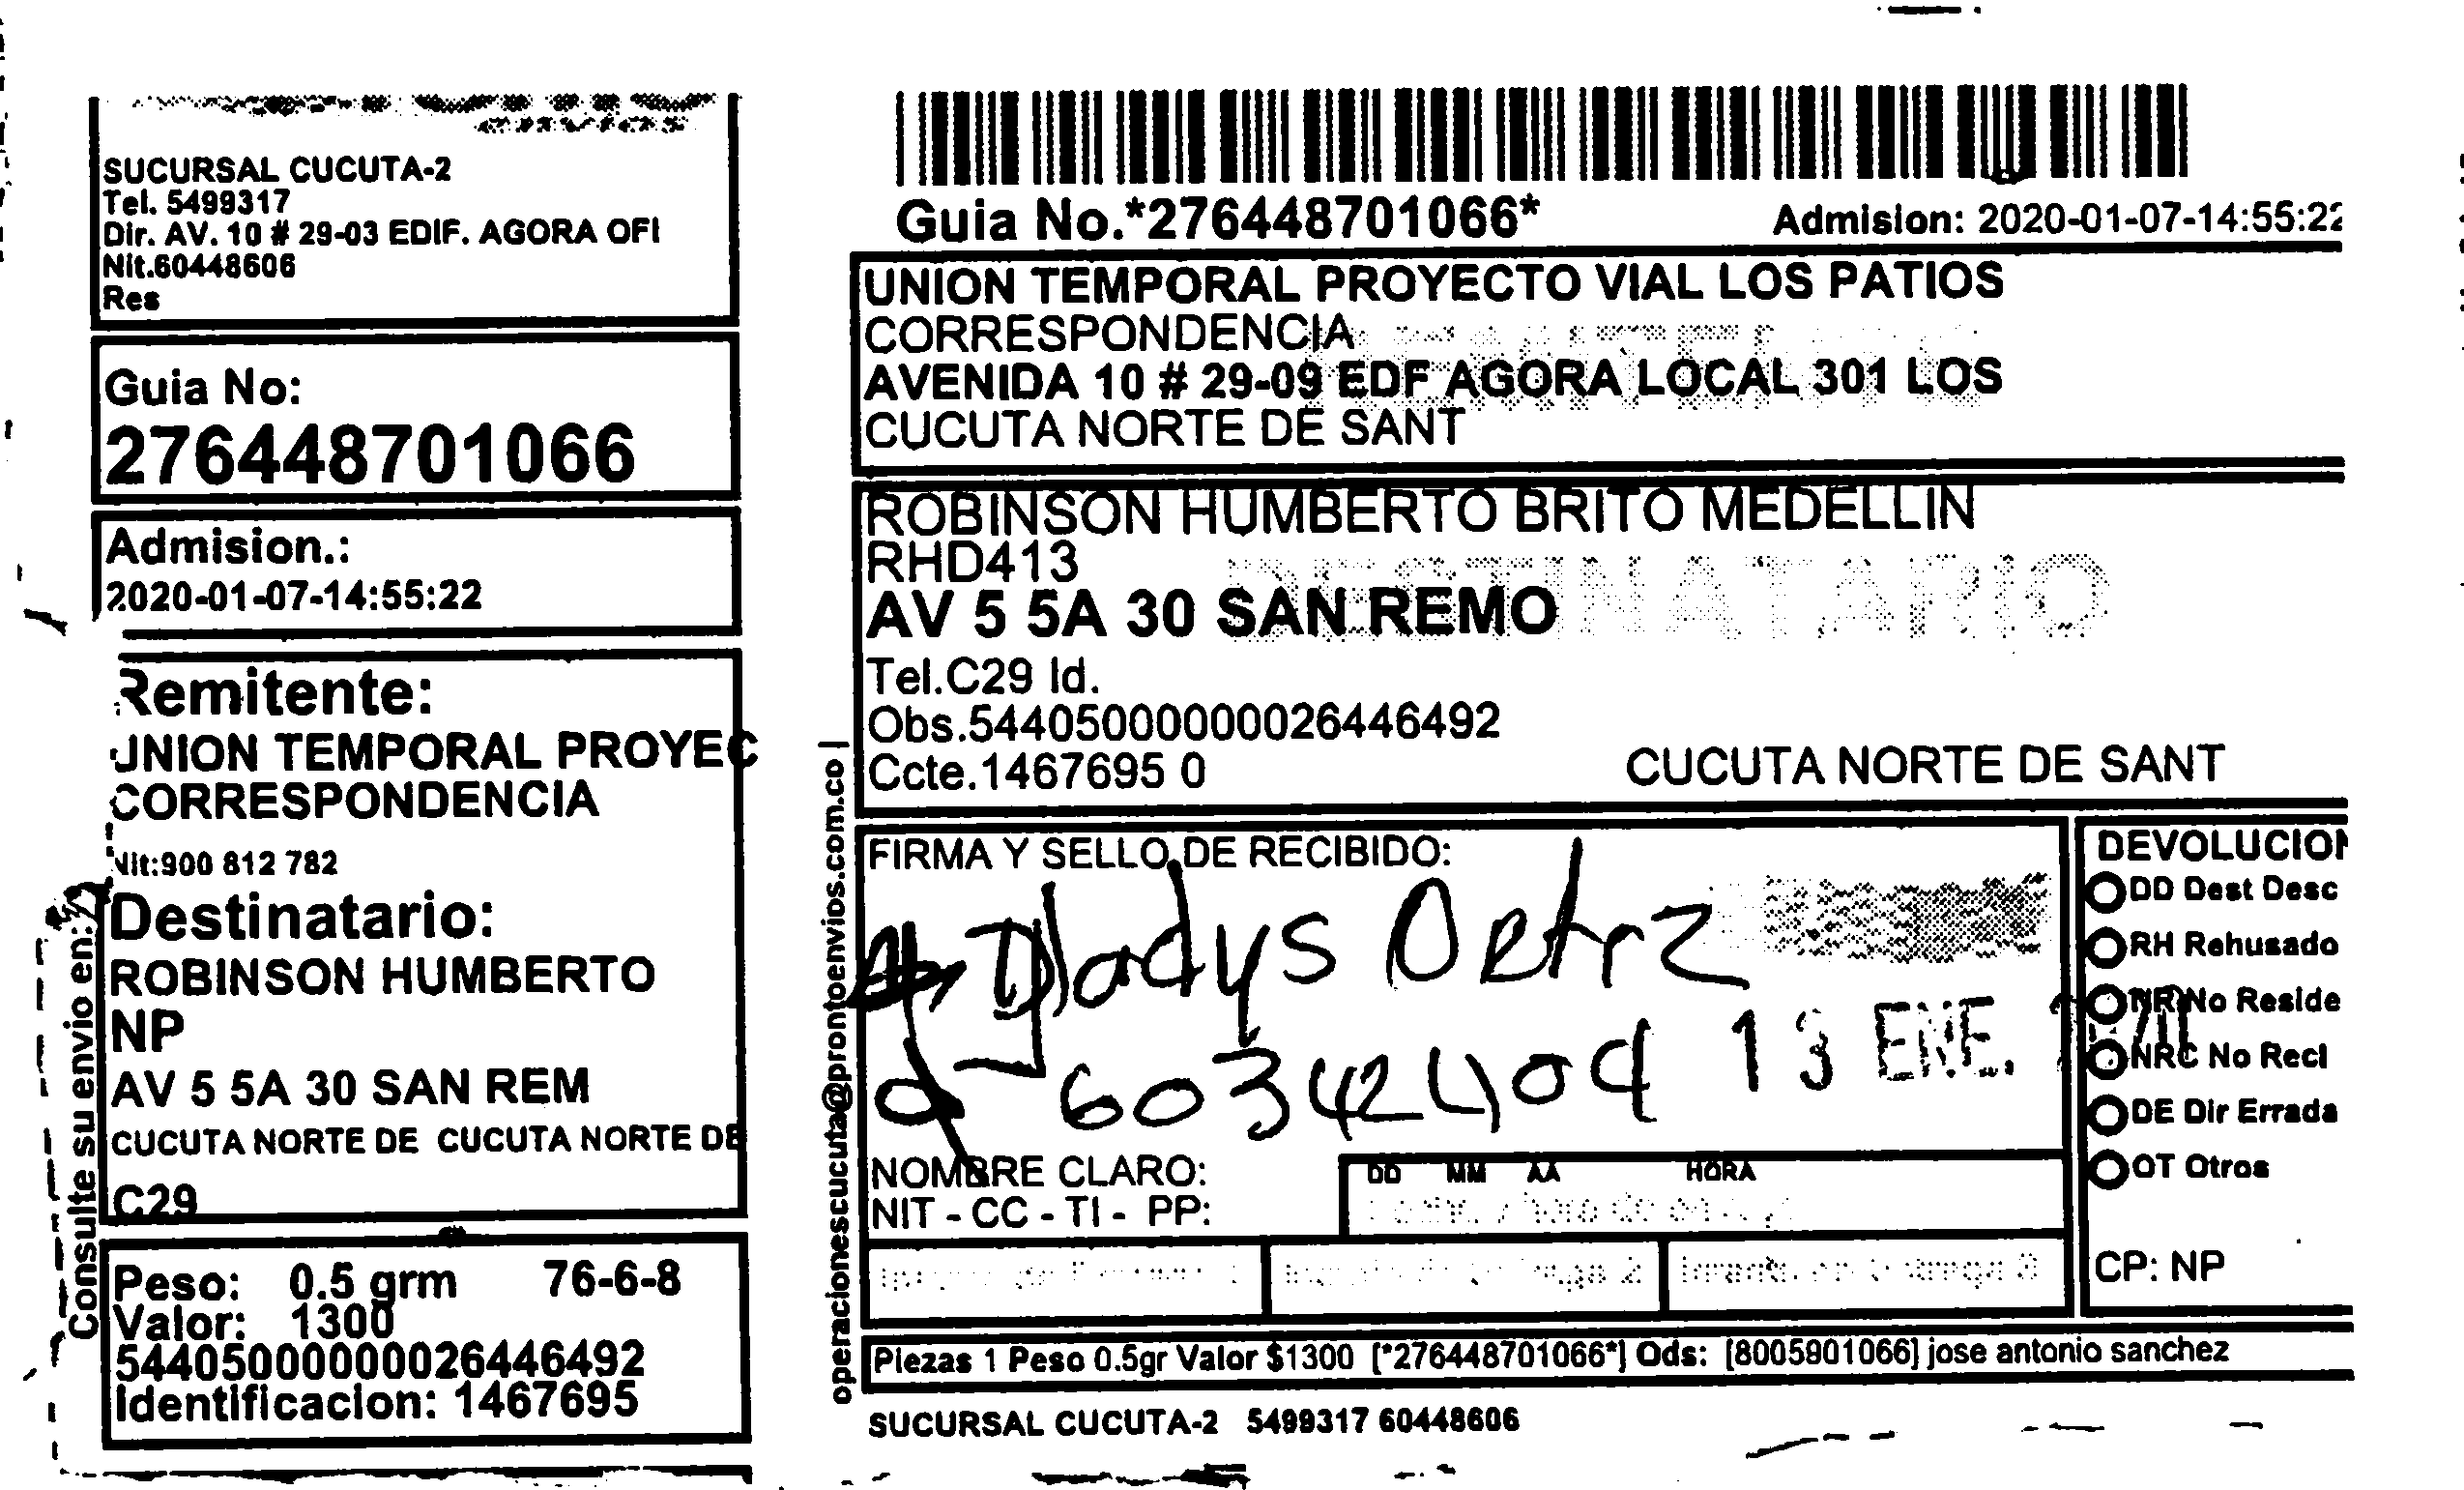 SUCURSAL CUCUTA-2
Tel. 5499317
Dir. AV. 10 # 29-03 EDIF. AGORA OFI
Nit.60448606
Res
Guia No:
276448701066
Admision.:
2020-01-07-14:55:22
Remitente:
UNION TEMPORAL PROYEC
CORRESPONDENCIA
Nit:900 812 782
Destinatario:
ROBINSON HUMBERTO
NP
AV 5 5A 30 SAN REM
CUCUTA NORTE DE CUCUTA NORTE DE
C29
Peso: 0.5 grm 76-6-8
Valor: 1300
544050000000026446492
Identificacion: 1467695
Consulte su envio en:
operacionescucuta@prontoenvios.com.co |
Guia No.*276448701066*
Admision: 2020-01-07-14:55:22
UNION TEMPORAL PROYECTO VIAL LOS PATIOS
CORRESPONDENCIA
AVENIDA 10 # 29-09 EDF AGORA LOCAL 301 LOS
CUCUTA NORTE DE SANT
ROBINSON HUMBERTO BRITO MEDELLIN
RHD413
DESTINATARIO
AV 5 5A 30 SAN REMO
Tel.C29 Id.
Obs.544050000000026446492
Ccte.1467695 0
CUCUTA NORTE DE SANT
FIRMA Y SELLO DE RECIBIDO:
Gladys Ortiz
60342404
13 ENE.
NOMBRE CLARO:
NIT - CC - TI - PP:
DD MM AA HORA
DEVOLUCION
DD Dest Desc
RH Rehusado
NR No Reside
NRC No Recl
DE Dir Errada
OT Otros
CP: NP
Piezas 1 Peso 0.5gr Valor $1300 [*276448701066*] Ods: [8005901066] jose antonio sanchez
SUCURSAL CUCUTA-2 5499317 60448606